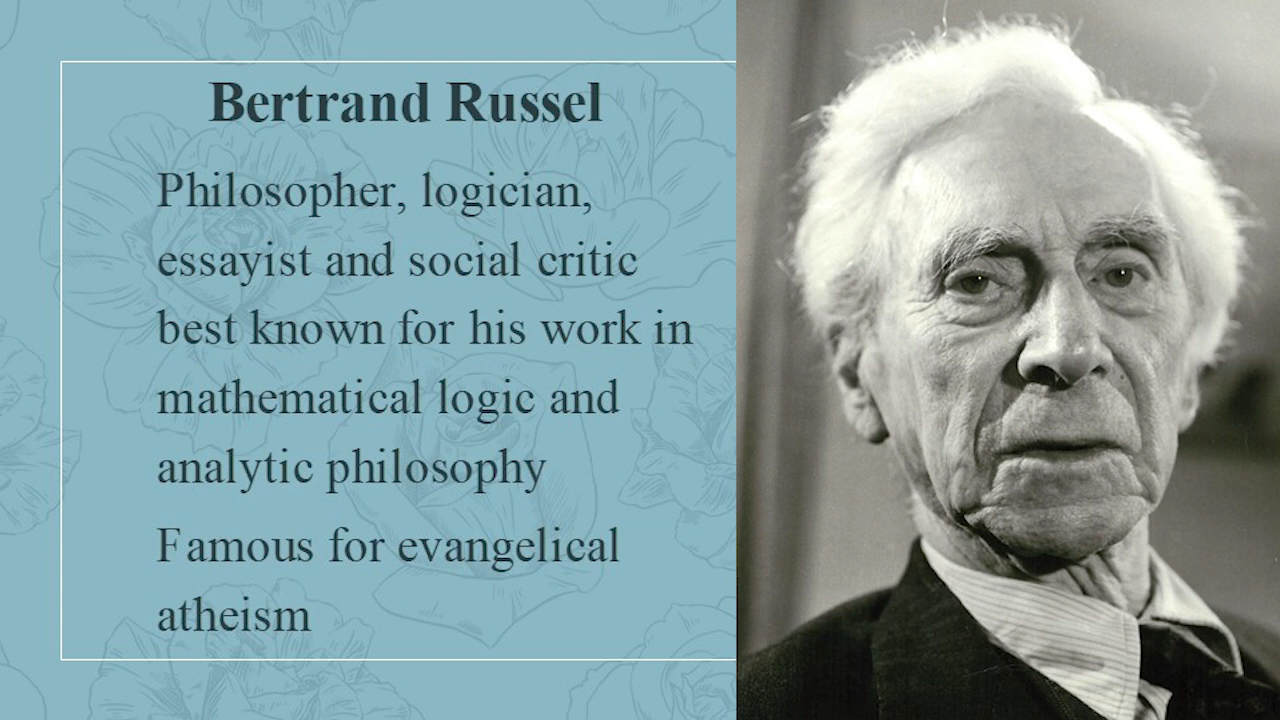 Bertrand Russel
Philosopher, logician,
essayist and social critic
best known for his work in
mathematical logic and
analytic philosophy
Famous for evangelical
atheism